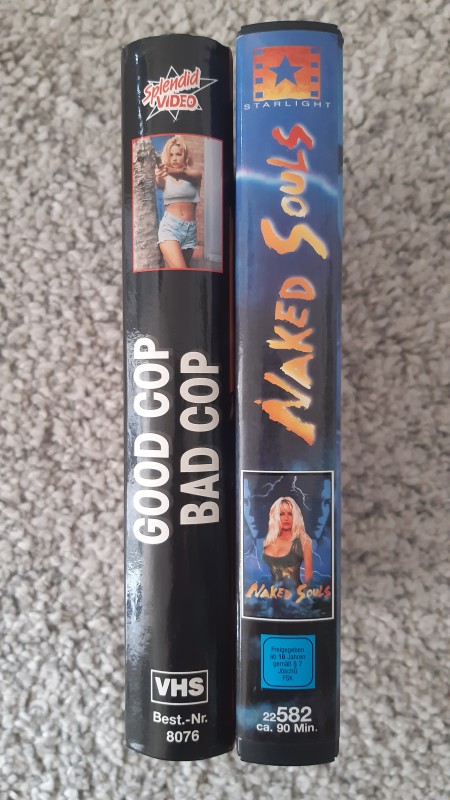 Splendid
VIDEO
GOOD COP
BAD COP
VHS
Best.-Nr.
8076
STARLIGHT
NAKED SOULS
NAKED SOULS
Freigegeben
ab 16 Jahren
gemäß § 7
JöschG
FSK
22582
ca. 90 Min.